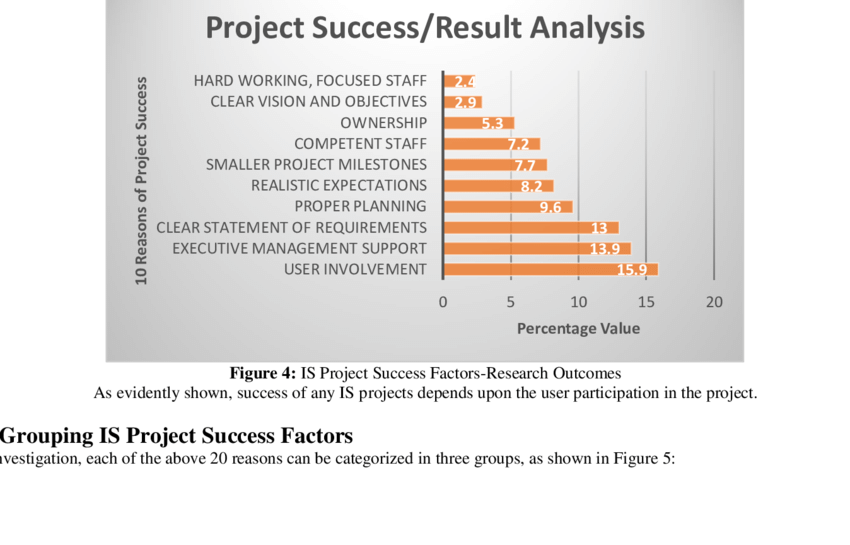 Project Success/Result Analysis
10 Reasons of Project Success
HARD WORKING, FOCUSED STAFF 2.4
CLEAR VISION AND OBJECTIVES 2.9
OWNERSHIP 5.3
COMPETENT STAFF 7.2
SMALLER PROJECT MILESTONES 7.7
REALISTIC EXPECTATIONS 8.2
PROPER PLANNING 9.6
CLEAR STATEMENT OF REQUIREMENTS 13
EXECUTIVE MANAGEMENT SUPPORT 13.9
USER INVOLVEMENT 15.9
0 5 10 15 20
Percentage Value
Figure 4: IS Project Success Factors-Research Outcomes
As evidently shown, success of any IS projects depends upon the user participation in the project.
Grouping IS Project Success Factors
nvestigation, each of the above 20 reasons can be categorized in three groups, as shown in Figure 5: